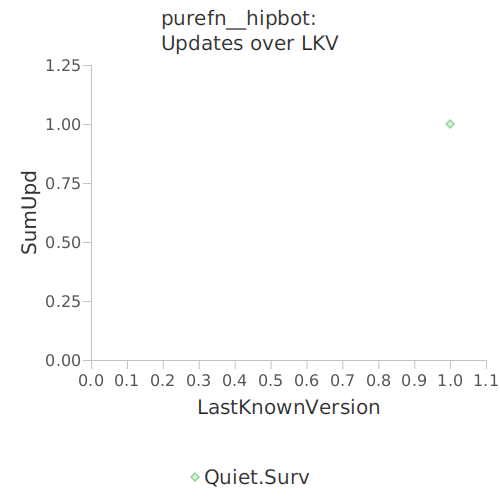 purefn__hipbot:
Updates over LKV
1.25
1.00
0.75
0.50
0.25
0.00
SumUpd
0.0 0.1 0.2 0.3 0.4 0.5 0.6 0.7 0.8 0.9 1.0 1.1
LastKnownVersion
Quiet.Surv